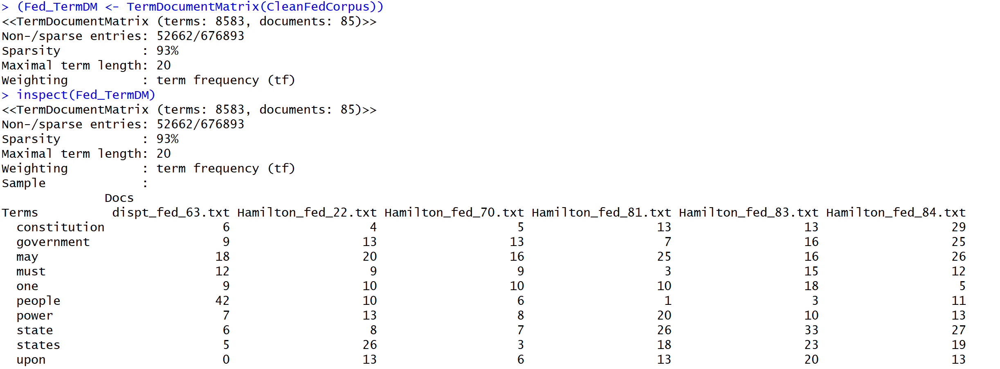 > (Fed_TermDM <- TermDocumentMatrix(CleanFedCorpus))
<<TermDocumentMatrix (terms: 8583, documents: 85)>>
Non-/sparse entries: 52662/676893
Sparsity           : 93%
Maximal term length: 20
Weighting          : term frequency (tf)
> inspect(Fed_TermDM)
<<TermDocumentMatrix (terms: 8583, documents: 85)>>
Non-/sparse entries: 52662/676893
Sparsity           : 93%
Maximal term length: 20
Weighting          : term frequency (tf)
Sample             :
              Docs
Terms          dispt_fed_63.txt Hamilton_fed_22.txt Hamilton_fed_70.txt Hamilton_fed_81.txt Hamilton_fed_83.txt Hamilton_fed_84.txt
  constitution                6                   4                   5                  13                  13                  29
  government                  9                  13                  13                   7                  16                  25
  may                        18                  20                  16                  25                  16                  26
  must                       12                   9                   9                   3                  15                  12
  one                         9                  10                  10                  10                  18                   5
  people                     42                  10                   6                   1                   3                  11
  power                       7                  13                   8                  20                  10                  13
  state                       6                   8                   7                  26                  33                  27
  states                      5                  26                   3                  18                  23                  19
  upon                        0                  13                   6                  13                  20                  13